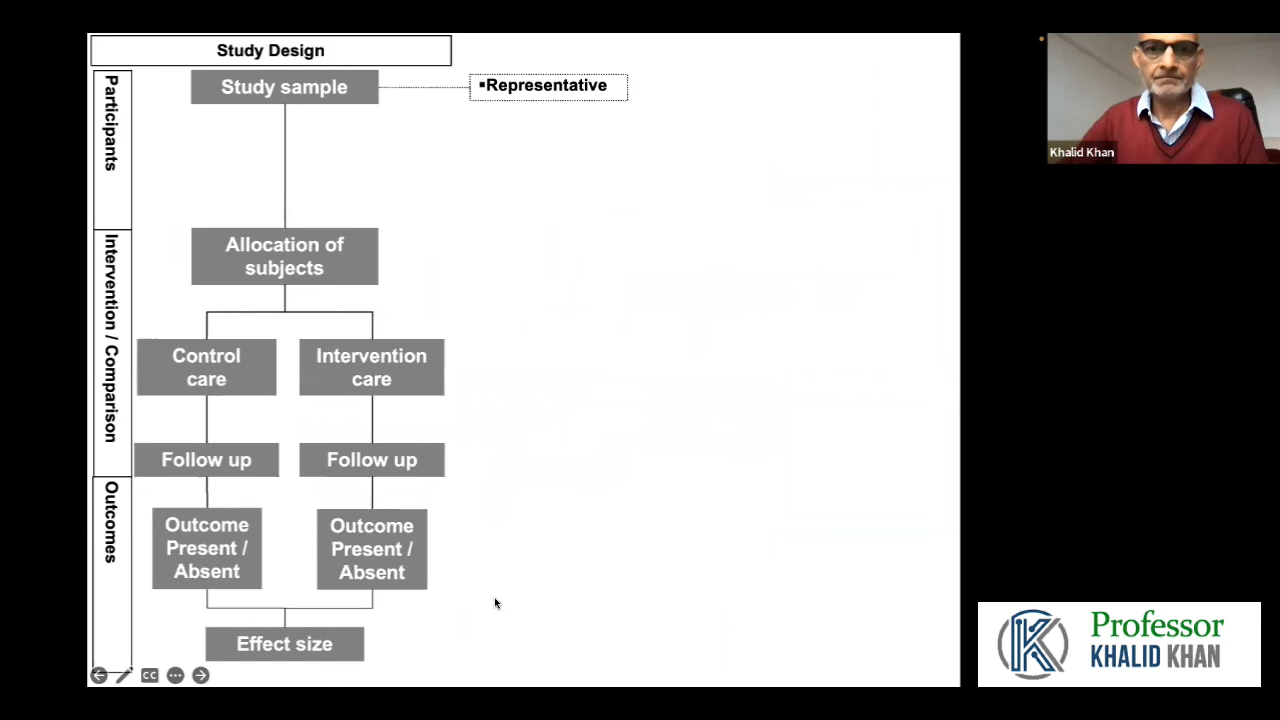 Study Design
Participants
Study sample
▪Representative
Intervention / Comparison
Allocation of
subjects
Control
care
Intervention
care
Follow up
Follow up
Outcomes
Outcome
Present /
Absent
Outcome
Present /
Absent
Effect size
CC
Khalid Khan
K
Professor
KHALID KHAN